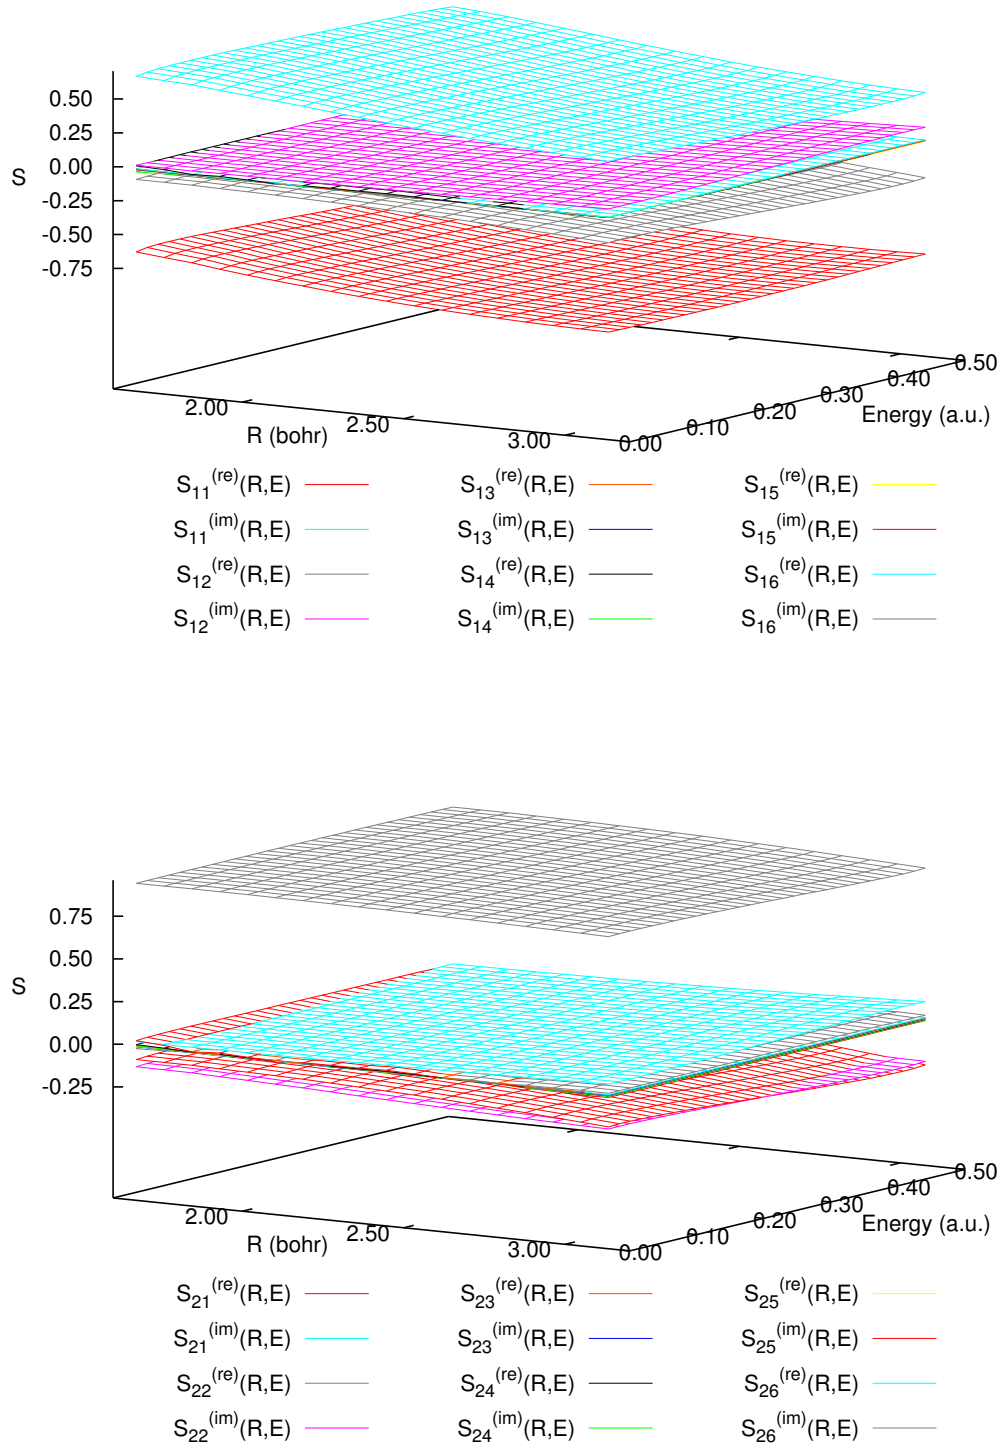 0.50
0.25
0.00
S
-0.25
-0.50
-0.75
2.00
2.50
3.00
R (bohr)
0.00
0.10
0.20
0.30
0.40
0.50
Energy (a.u.)
S11(re)(R,E) S13(re)(R,E) S15(re)(R,E)
S11(im)(R,E) S13(im)(R,E) S15(im)(R,E)
S12(re)(R,E) S14(re)(R,E) S16(re)(R,E)
S12(im)(R,E) S14(im)(R,E) S16(im)(R,E)
0.75
0.50
S
0.25
0.00
-0.25
2.00
2.50
3.00
R (bohr)
0.00
0.10
0.20
0.30
0.40
0.50
Energy (a.u.)
S21(re)(R,E) S23(re)(R,E) S25(re)(R,E)
S21(im)(R,E) S23(im)(R,E) S25(im)(R,E)
S22(re)(R,E) S24(re)(R,E) S26(re)(R,E)
S22(im)(R,E) S24(im)(R,E) S26(im)(R,E)